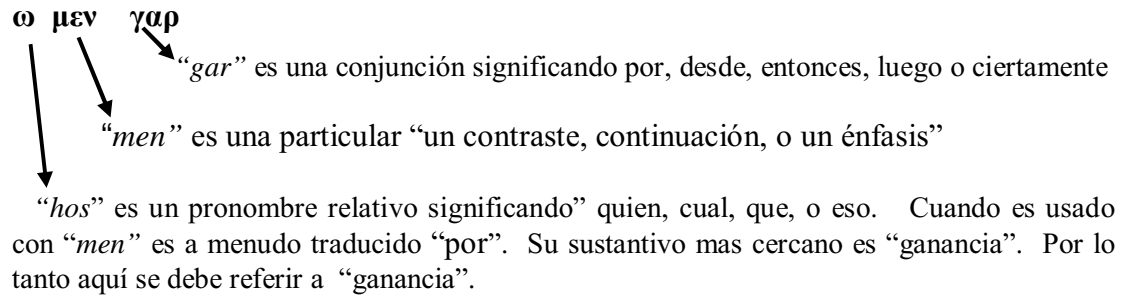 ω μεν γαρ
“gar” es una conjunción significando por, desde, entonces, luego o ciertamente
“men” es una particular “un contraste, continuación, o un énfasis”
“hos” es un pronombre relativo significando” quien, cual, que, o eso. Cuando es usado
con “men” es a menudo traducido “por”. Su sustantivo mas cercano es “ganancia”. Por lo
tanto aquí se debe referir a “ganancia”.